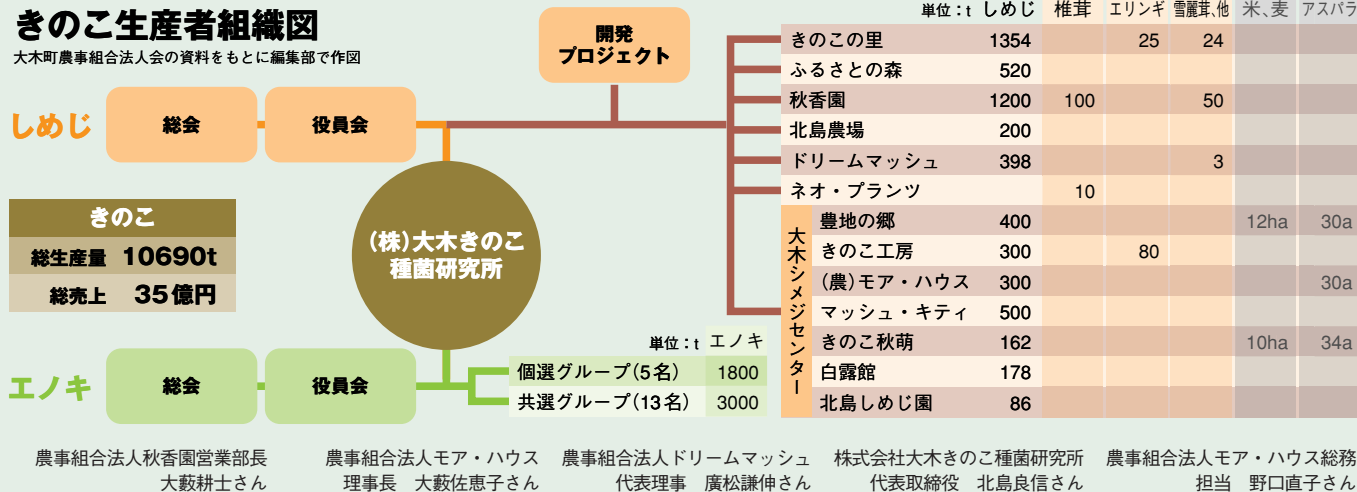 きのこ生産者組織図
大木町農事組合法人会の資料をもとに編集部で作図
開発
プロジェクト
しめじ
総会
役員会
(株)大木きのこ
種菌研究所
きのこ
総生産量 10690t
総売上 35億円
エノキ
総会
役員会
単位:t エノキ
個選グループ(5名) 1800
共選グループ(13名) 3000
単位:t しめじ 椎茸 エリンギ 雪麗茸、他 米、麦 アスパラ
きのこの里 1354 25 24
ふるさとの森 520
秋香園 1200 100 50
北島農場 200
ドリームマッシュ 398 3
ネオ・プランツ 10
大木シメジセンター
豊地の郷 400 12ha 30a
きのこ工房 300 80
(農)モア・ハウス 300 30a
マッシュ・キティ 500
きのこ秋萌 162 10ha 34a
白露館 178
北島しめじ園 86
農事組合法人秋香園営業部長
大藪耕士さん
農事組合法人モア・ハウス
理事長 大藪佐恵子さん
農事組合法人ドリームマッシュ
代表理事 廣松謙伸さん
株式会社大木きのこ種菌研究所
代表取締役 北島良信さん
農事組合法人モア・ハウス総務
担当 野口直子さん